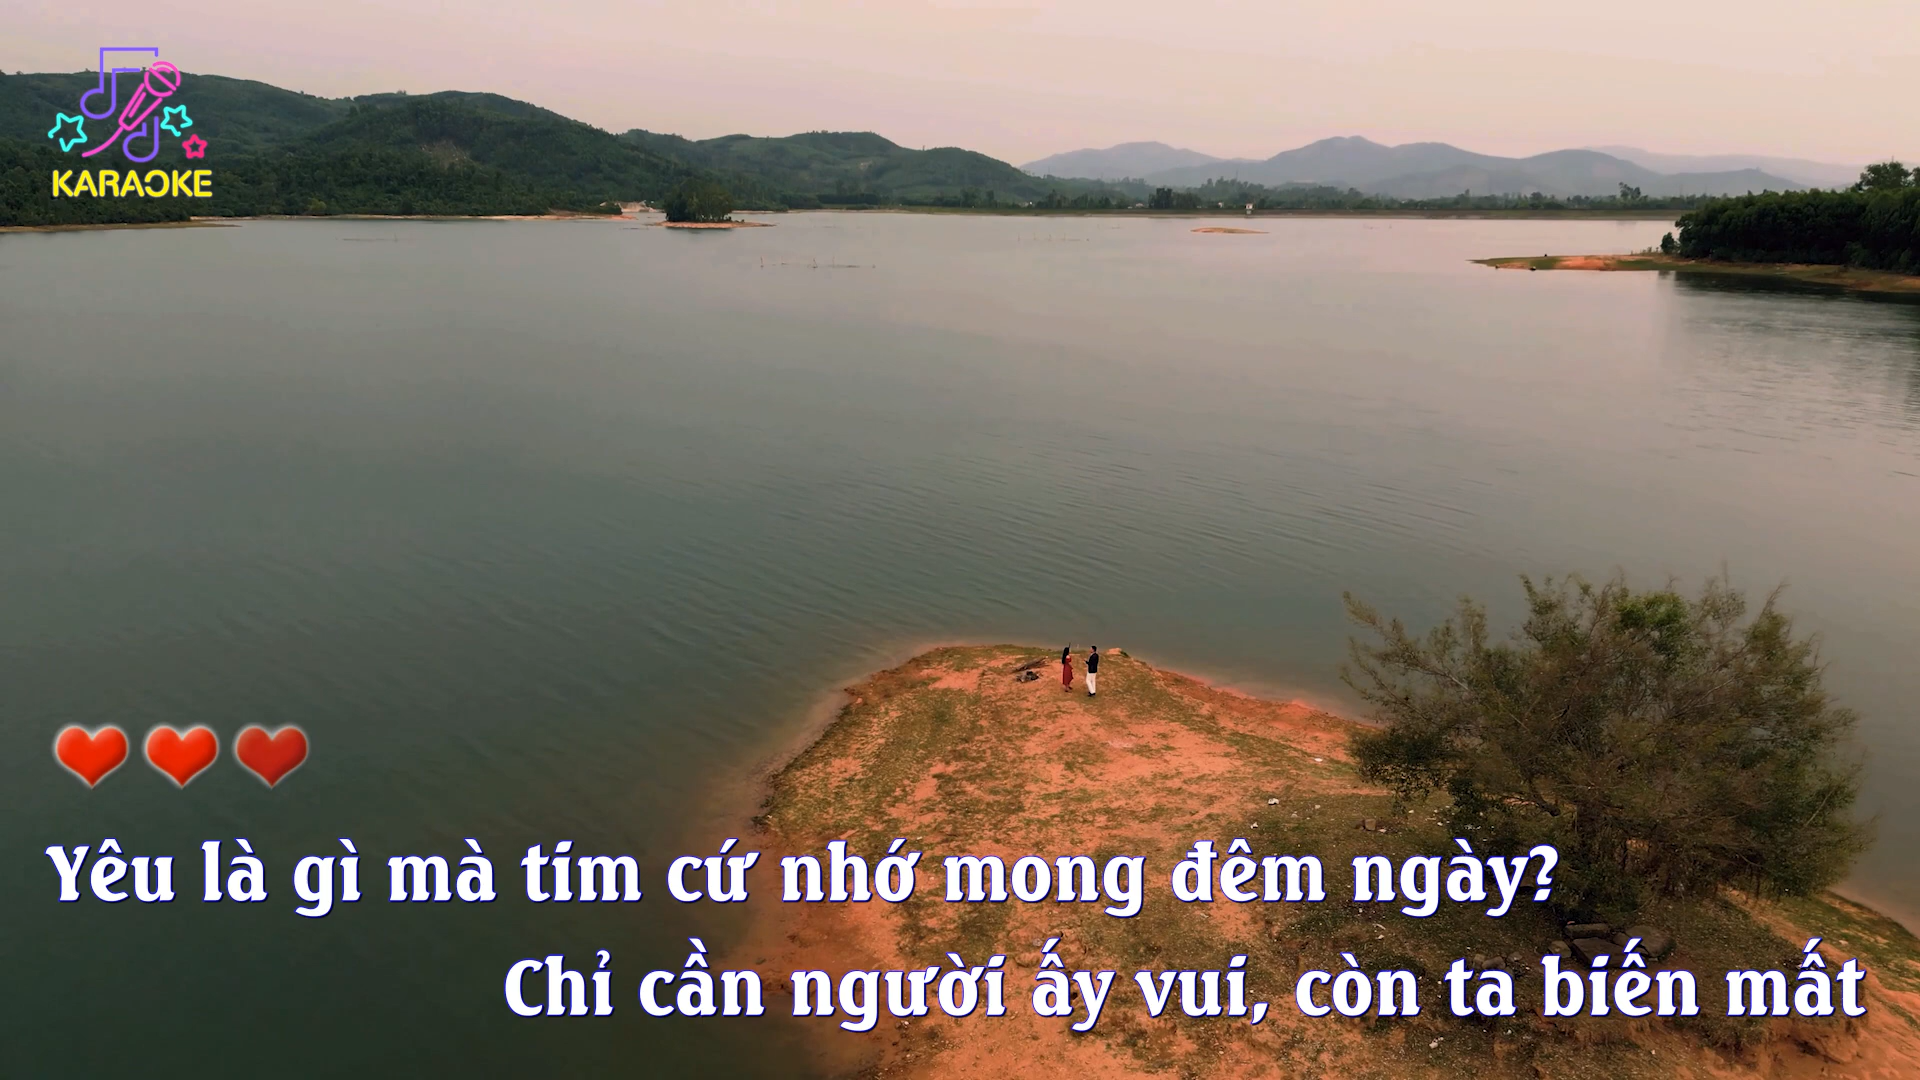 KARAOKE
Yêu là gì mà tim cứ nhớ mong đêm ngày?
Chỉ cần người ấy vui, còn ta biến mất